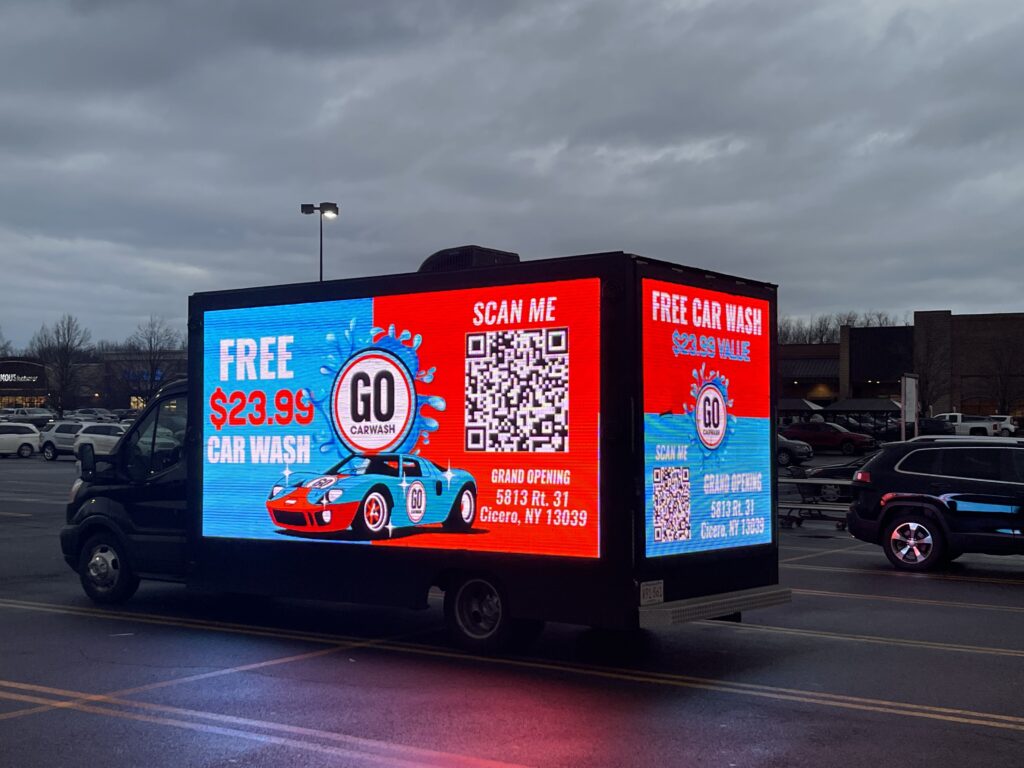 FREE
$23.99
CAR WASH
GO
CARWASH
GO
SCAN ME
GRAND OPENING
5813 Rt. 31
Cicero, NY 13039
FREE CAR WASH
$23.99 VALUE
GO
CARWASH
SCAN ME
GRAND OPENING
5813 Rt. 31
Cicero, NY 13039